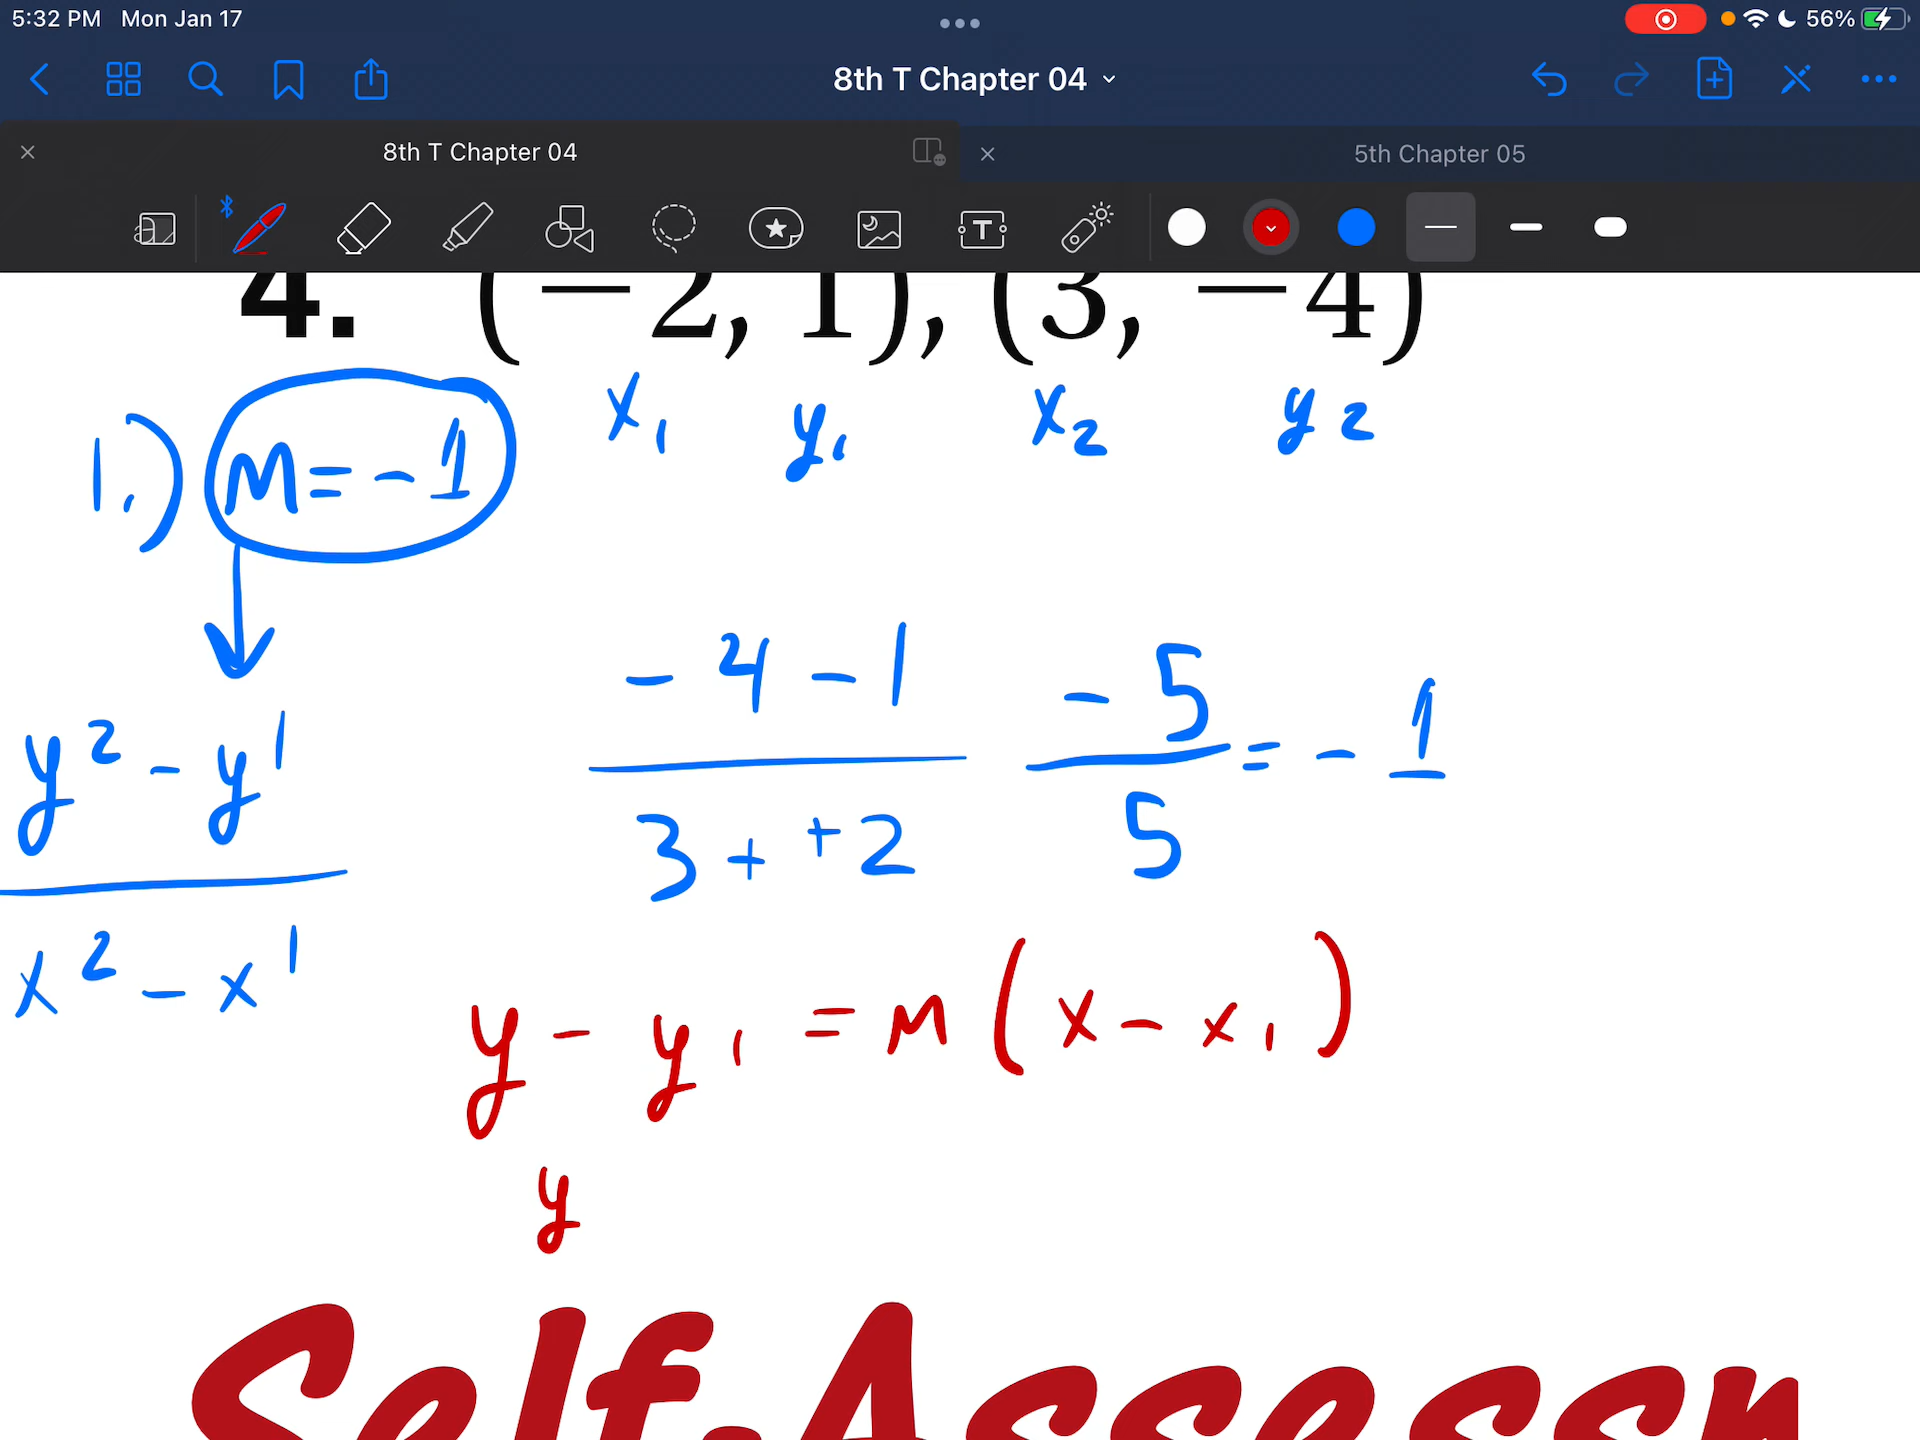 5:32 PM Mon Jan 17
56%
8th T Chapter 04
8th T Chapter 04
5th Chapter 05
4. (−2, 1), (3, −4)
x₁ y₁ x₂ y₂
1.) m = -1
-4 - 1
3 + +2
-5
5
= - 1
y² - y¹
x² - x¹
y - y₁ = m(x - x₁)
y
Self-Assess